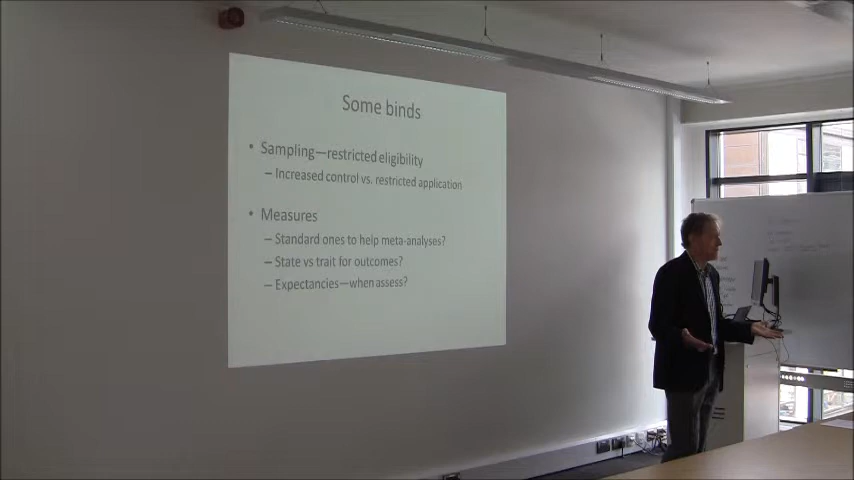 Some binds
• Sampling—restricted eligibility
– Increased control vs. restricted application
• Measures
– Standard ones to help meta-analyses?
– State vs trait for outcomes?
– Expectancies—when assess?